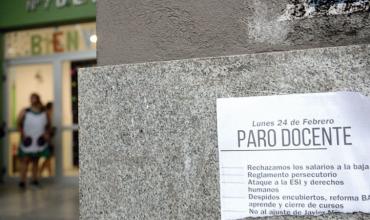 BIEN
Lunes 24 de Febrero
PARO DOCENTE
Rechazamos los salarios a la baja
Reglamento persecutorio
Ataque a la ESI y derechos
humanos
Despidos encubiertos, reforma BA
aprende y cierre de cursos
No al ajuste de Javier